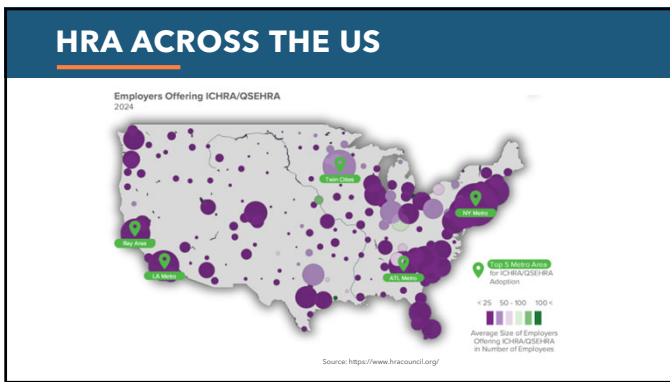 HRA ACROSS THE US
Employers Offering ICHRA/QSEHRA
2024
Twin Cities
NY Metro
Bay Area
LA Metro
ATL Metro
Top 5 Metro Area
for ICHRA/QSEHRA
Adoption
< 25 50 - 100 100 <
Average Size of Employers
Offering ICHRA/QSEHRA
in Number of Employees
Source: https://www.hracouncil.org/